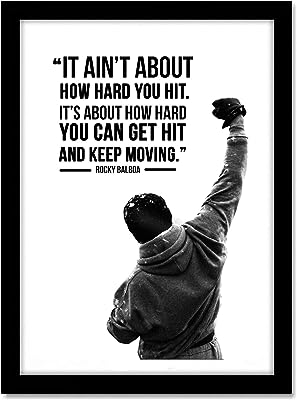 “IT AIN’T ABOUT
HOW HARD YOU HIT.
IT’S ABOUT HOW HARD
YOU CAN GET HIT
AND KEEP MOVING.”
ROCKY BALBOA